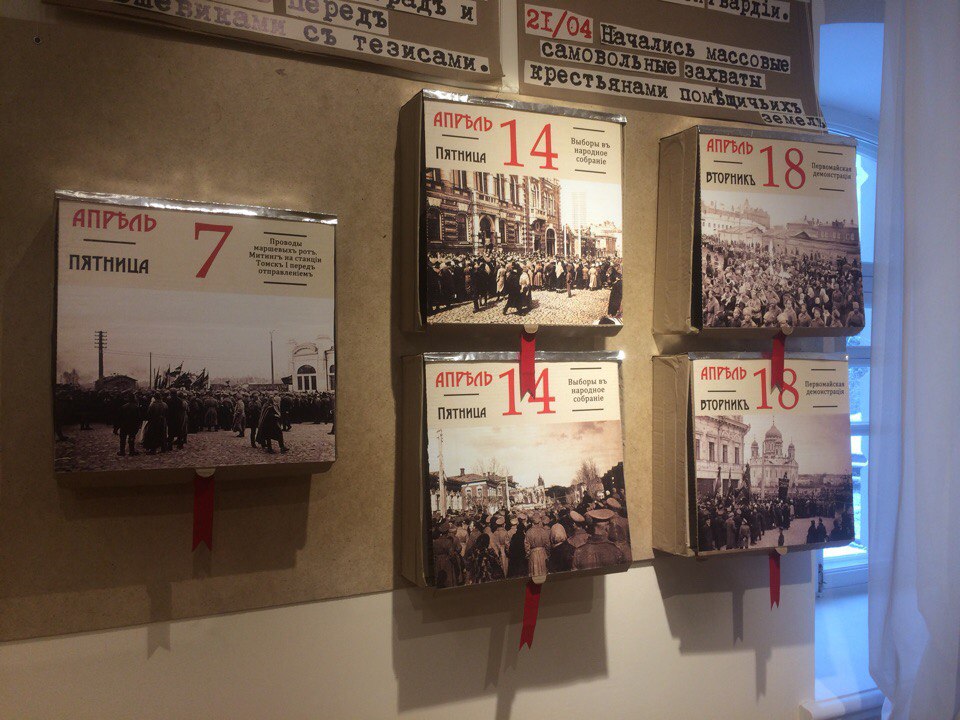 передъ
съ тезисами.
21/04 Начались массовые
самовольные захваты
крестьянами помѣщичьихъ
земель
АПРѢЛЬ 7
ПЯТНИЦА
Проводы
маршевыхъ ротъ.
Митингъ на станціи
Томскъ I передъ
отправленіемъ
АПРѢЛЬ 14
ПЯТНИЦА
Выборы въ
народное
собраніе
АПРѢЛЬ 18
ВТОРНИКЪ
Первомайская
демонстрація
АПРѢЛЬ 14
ПЯТНИЦА
Выборы въ
народное
собраніе
АПРѢЛЬ 18
ВТОРНИКЪ
Первомайская
демонстрація